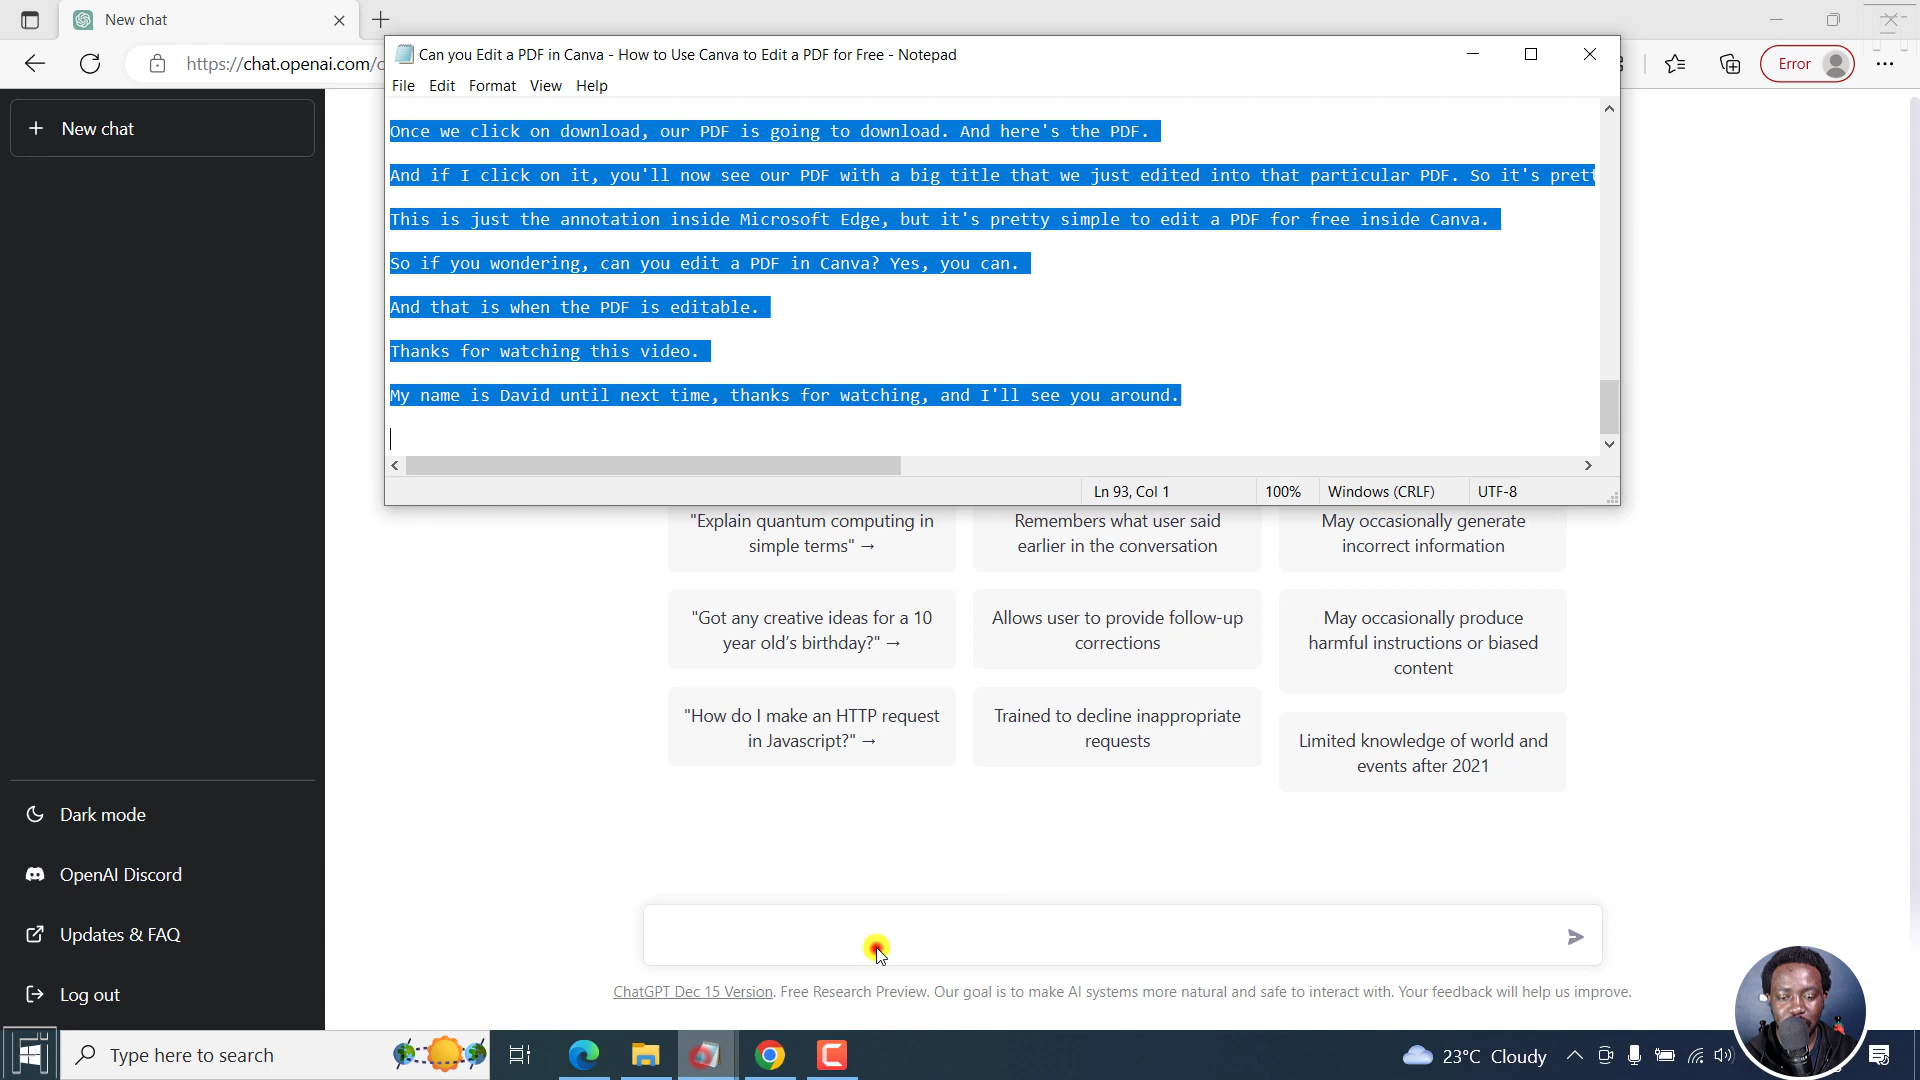 New chat
https://chat.openai.com/c
Error
Can you Edit a PDF in Canva - How to Use Canva to Edit a PDF for Free - Notepad
File Edit Format View Help
Once we click on download, our PDF is going to download. And here's the PDF.
And if I click on it, you'll now see our PDF with a big title that we just edited into that particular PDF. So it's prett
This is just the annotation inside Microsoft Edge, but it's pretty simple to edit a PDF for free inside Canva.
So if you wondering, can you edit a PDF in Canva? Yes, you can.
And that is when the PDF is editable.
Thanks for watching this video.
My name is David until next time, thanks for watching, and I'll see you around.
Ln 93, Col 1 100% Windows (CRLF) UTF-8
+ New chat
"Explain quantum computing in
simple terms" →
Remembers what user said
earlier in the conversation
May occasionally generate
incorrect information
"Got any creative ideas for a 10
year old's birthday?" →
Allows user to provide follow-up
corrections
May occasionally produce
harmful instructions or biased
content
"How do I make an HTTP request
in Javascript?" →
Trained to decline inappropriate
requests
Limited knowledge of world and
events after 2021
Dark mode
OpenAI Discord
Updates & FAQ
Log out
ChatGPT Dec 15 Version. Free Research Preview. Our goal is to make AI systems more natural and safe to interact with. Your feedback will help us improve.
Type here to search
23°C Cloudy